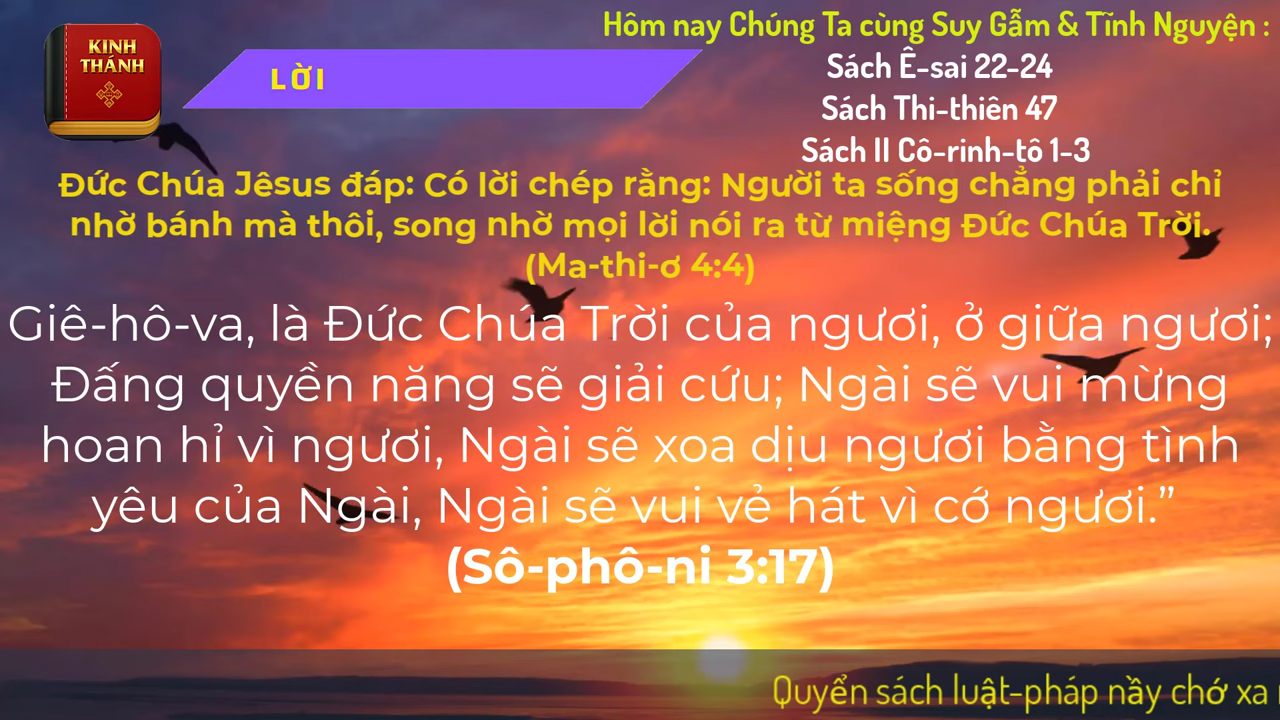 KINH
THÁNH
LỜI
Hôm nay Chúng Ta cùng Suy Gẫm & Tĩnh Nguyện :
Sách Ê-sai 22-24
Sách Thi-thiên 47
Sách II Cô-rinh-tô 1-3
Đức Chúa Jêsus đáp: Có lời chép rằng: Người ta sống chẳng phải chỉ
nhờ bánh mà thôi, song nhờ mọi lời nói ra từ miệng Đức Chúa Trời.
(Ma-thi-ơ 4:4)
Giê-hô-va, là Đức Chúa Trời của ngươi, ở giữa ngươi;
Đấng quyền năng sẽ giải cứu; Ngài sẽ vui mừng
hoan hỉ vì ngươi, Ngài sẽ xoa dịu ngươi bằng tình
yêu của Ngài, Ngài sẽ vui vẻ hát vì cớ ngươi.”
(Sô-phô-ni 3:17)
Quyển sách luật-pháp nầy chớ xa